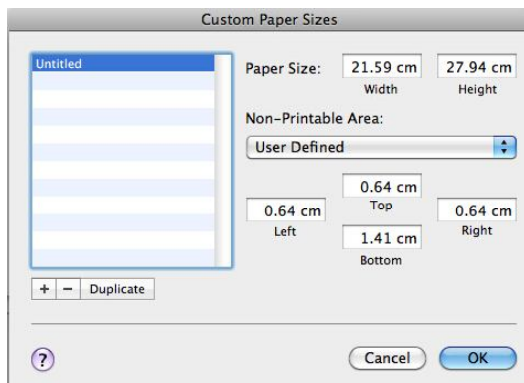 Custom Paper Sizes
Untitled
Paper Size:
21.59 cm
27.94 cm
Width
Height
Non-Printable Area:
User Defined
0.64 cm
Top
0.64 cm
0.64 cm
Left
Right
1.41 cm
Bottom
+ − Duplicate
?
Cancel
OK